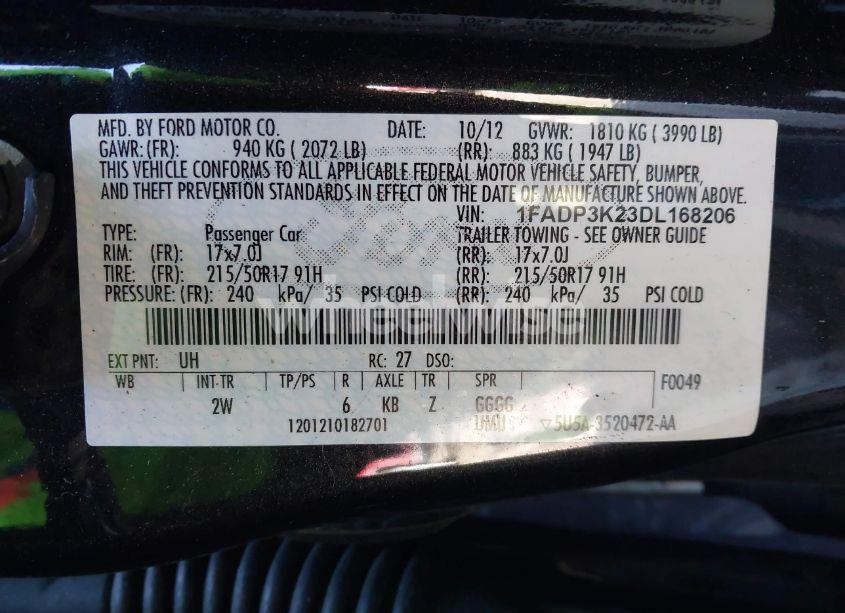 MFD. BY FORD MOTOR CO. DATE: 10/12 GVWR: 1810 KG ( 3990 LB)
GAWR: (FR): 940 KG ( 2072 LB) (RR): 883 KG ( 1947 LB)
THIS VEHICLE CONFORMS TO ALL APPLICABLE FEDERAL MOTOR VEHICLE SAFETY, BUMPER,
AND THEFT PREVENTION STANDARDS IN EFFECT ON THE DATE OF MANUFACTURE SHOWN ABOVE.
VIN: 1FADP3K23DL168206
TYPE: Passenger Car TRAILER TOWING - SEE OWNER GUIDE
RIM: (FR): 17x7.0J (RR): 17x7.0J
TIRE: (FR): 215/50R17 91H (RR): 215/50R17 91H
PRESSURE: (FR): 240 kPa/ 35 PSI COLD (RR): 240 kPa/ 35 PSI COLD
wheelwise
EXT PNT: UH RC: 27 DSO:
WB INT-TR TP/PS R AXLE TR SPR F0049
2W 6 KB Z GGGG
1201210182701 UMU ▽5U5A-3520472-AA